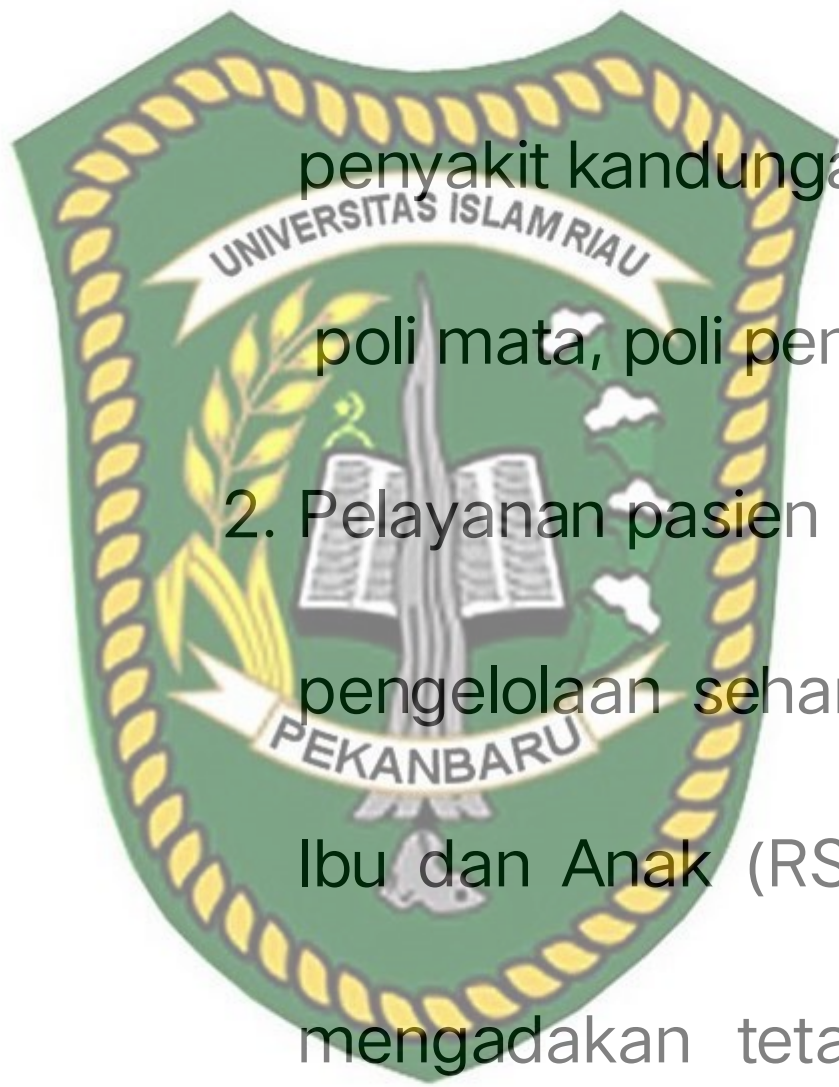 penyakit kandunga
UNIVERSITAS ISLAM RIAU
poli mata, poli pen
2. Pelayanan pasien
pengelolaan sehar
PEKANBARU
Ibu dan Anak (RS
mengadakan teta